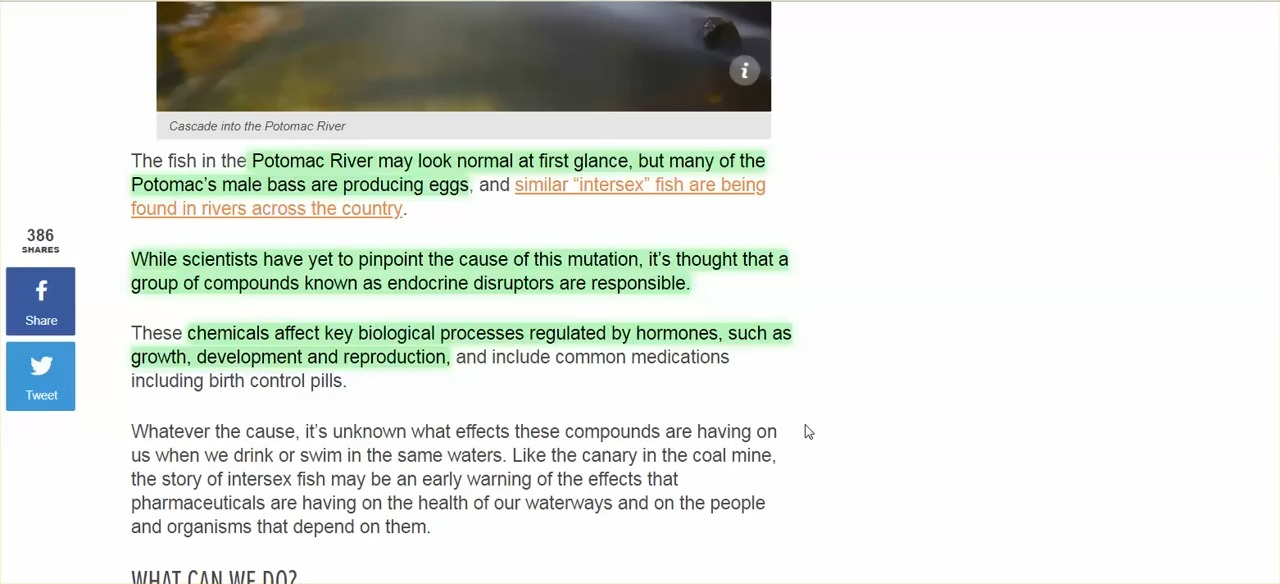 i
Cascade into the Potomac River
The fish in the Potomac River may look normal at first glance, but many of the
Potomac’s male bass are producing eggs, and similar “intersex” fish are being
found in rivers across the country.
386
SHARES
While scientists have yet to pinpoint the cause of this mutation, it’s thought that a
group of compounds known as endocrine disruptors are responsible.
f
Share
These chemicals affect key biological processes regulated by hormones, such as
growth, development and reproduction, and include common medications
including birth control pills.
Tweet
Whatever the cause, it’s unknown what effects these compounds are having on
us when we drink or swim in the same waters. Like the canary in the coal mine,
the story of intersex fish may be an early warning of the effects that
pharmaceuticals are having on the health of our waterways and on the people
and organisms that depend on them.
WHAT CAN WE DO?